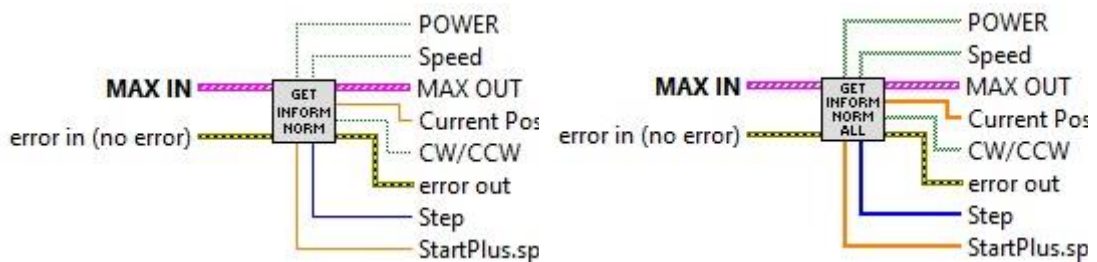 POWER
Speed
MAX IN
GET
INFORM
NORM
MAX OUT
Current Pos
error in (no error)
CW/CCW
error out
Step
StartPlus.sp
POWER
Speed
MAX IN
GET
INFORM
NORM
ALL
MAX OUT
Current Pos
error in (no error)
CW/CCW
error out
Step
StartPlus.sp